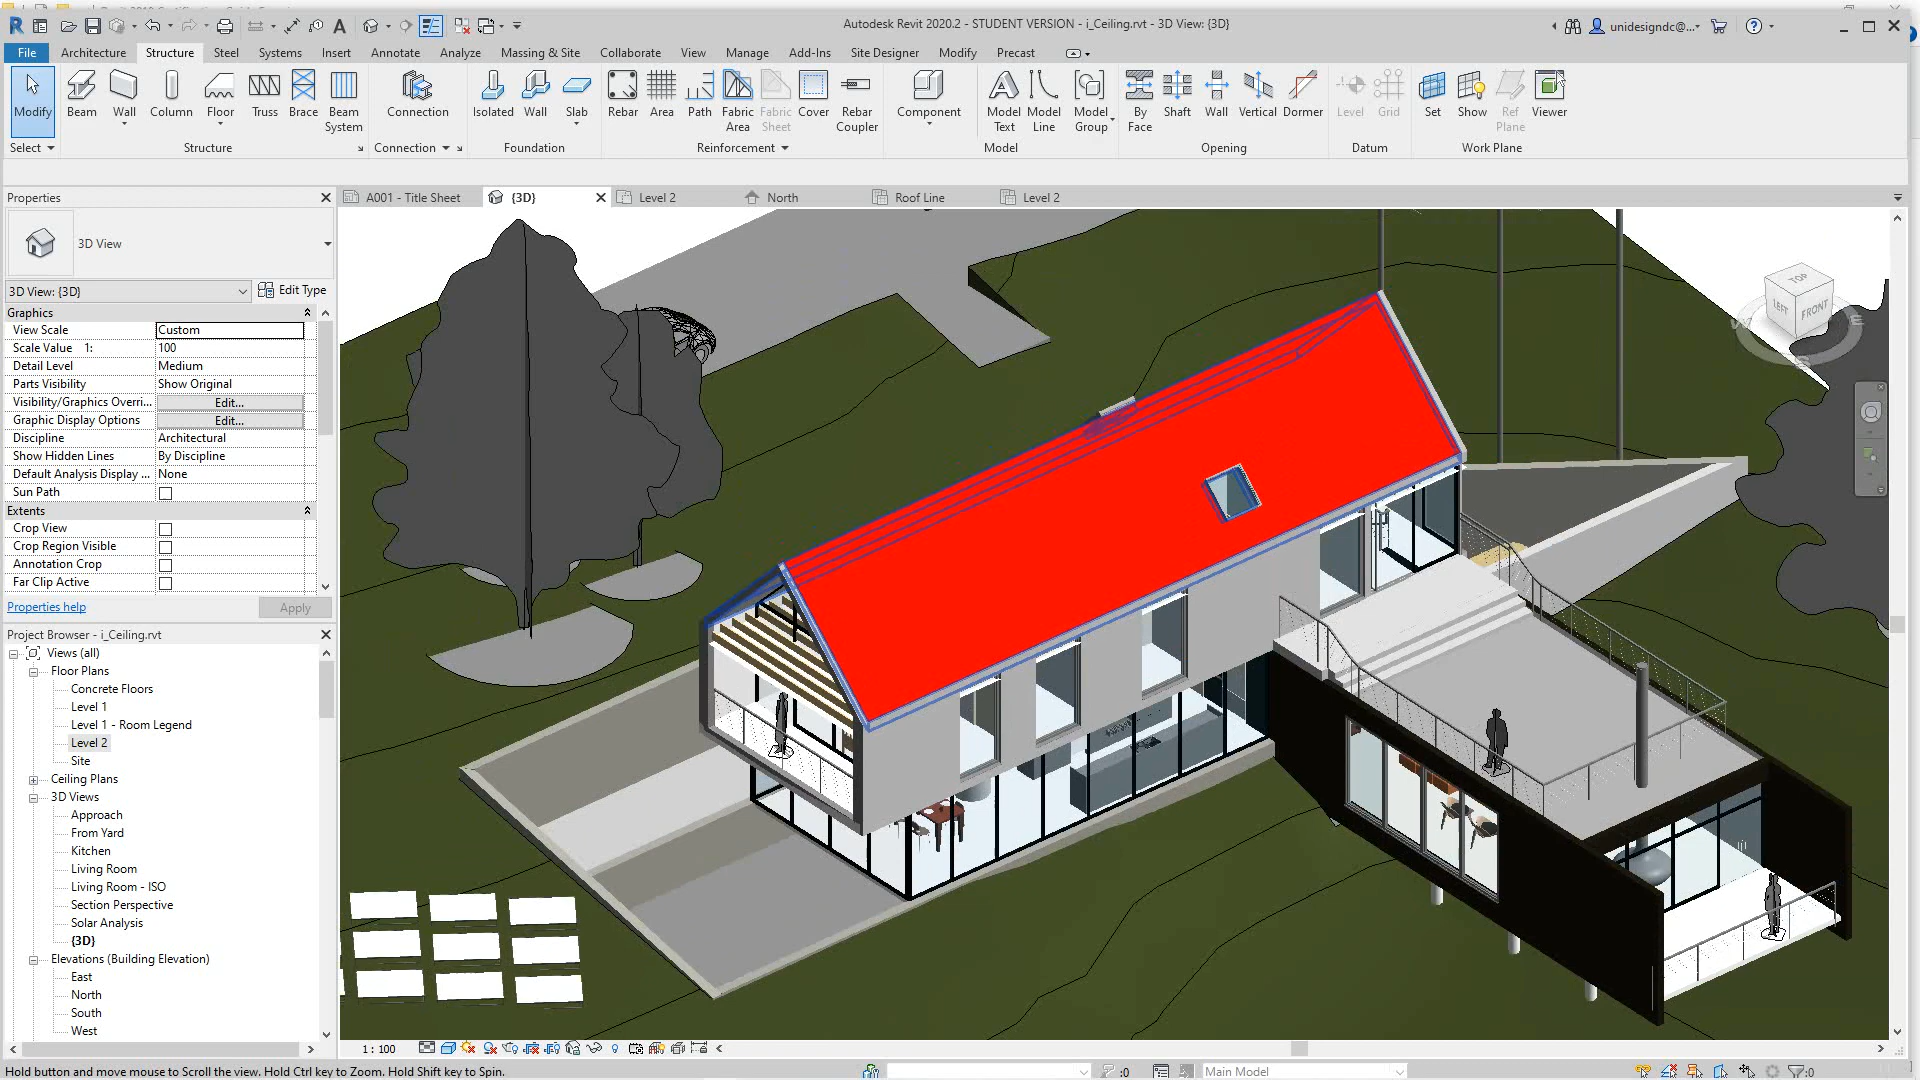 Autodesk Revit 2020.2 - STUDENT VERSION - i_Ceiling.rvt - 3D View: {3D}
unidesigndc@...
File Architecture Structure Steel Systems Insert Annotate Analyze Massing & Site Collaborate View Manage Add-Ins Site Designer Modify Precast
Modify Beam Wall Column Floor Truss Brace Beam System Connection Isolated Wall Slab Rebar Area Path Fabric Area Fabric Sheet Cover Rebar Coupler Component Model Text Model Line Model Group By Face Shaft Wall Vertical Dormer Level Grid Set Show Ref Plane Viewer
Select Structure Connection Foundation Reinforcement Model Opening Datum Work Plane
Properties
A001 - Title Sheet {3D} Level 2 North Roof Line Level 2
3D View
3D View: {3D} Edit Type
Graphics
View Scale Custom
Scale Value 1: 100
Detail Level Medium
Parts Visibility Show Original
Visibility/Graphics Overri... Edit...
Graphic Display Options Edit...
Discipline Architectural
Show Hidden Lines By Discipline
Default Analysis Display ... None
Sun Path
Extents
Crop View
Crop Region Visible
Annotation Crop
Far Clip Active
Properties help Apply
Project Browser - i_Ceiling.rvt
Views (all)
Floor Plans
Concrete Floors
Level 1
Level 1 - Room Legend
Level 2
Site
Ceiling Plans
3D Views
Approach
From Yard
Kitchen
Living Room
Living Room - ISO
Section Perspective
Solar Analysis
{3D}
Elevations (Building Elevation)
East
North
South
West
TOP
LEFT
FRONT
W
E
S
1 : 100
Hold button and move mouse to Scroll the view. Hold Ctrl key to Zoom. Hold Shift key to Spin.
:0
Main Model
:0